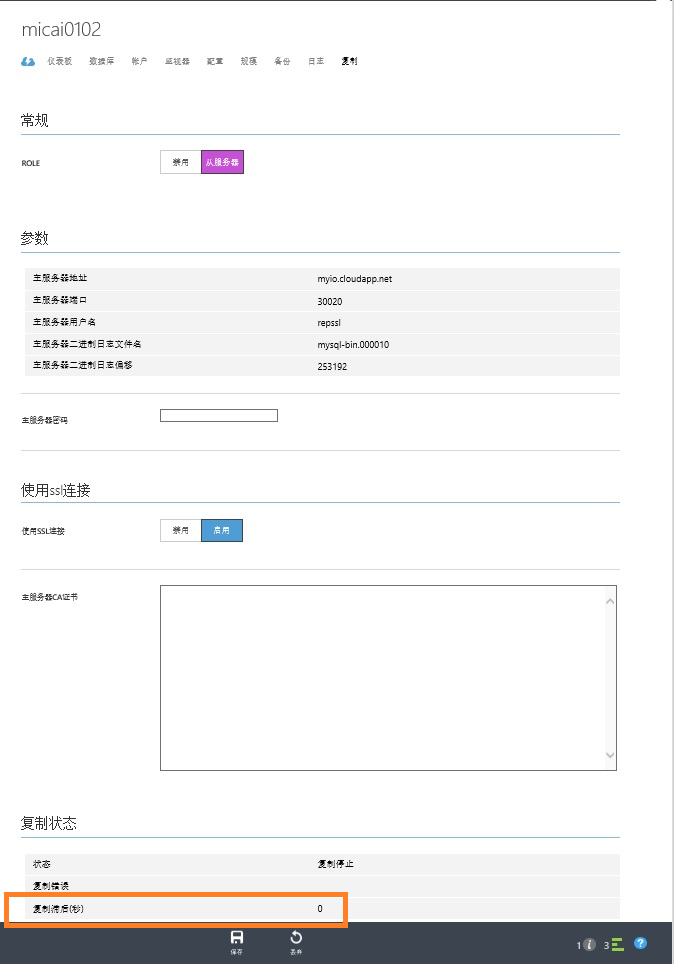 micai0102
仪表板 数据库 帐户 监视器 配置 规模 备份 日志 复制
常规
ROLE 禁用 从服务器
参数
主服务器地址 myio.cloudapp.net
主服务器端口 30020
主服务器用户名 repssl
主服务器二进制日志文件名 mysql-bin.000010
主服务器二进制日志偏移 253192
主服务器密码
使用ssl连接
使用SSL连接 禁用 启用
主服务器CA证书
复制状态
状态 复制停止
复制错误
复制滞后(秒) 0
保存 丢弃 1 i 3 ?